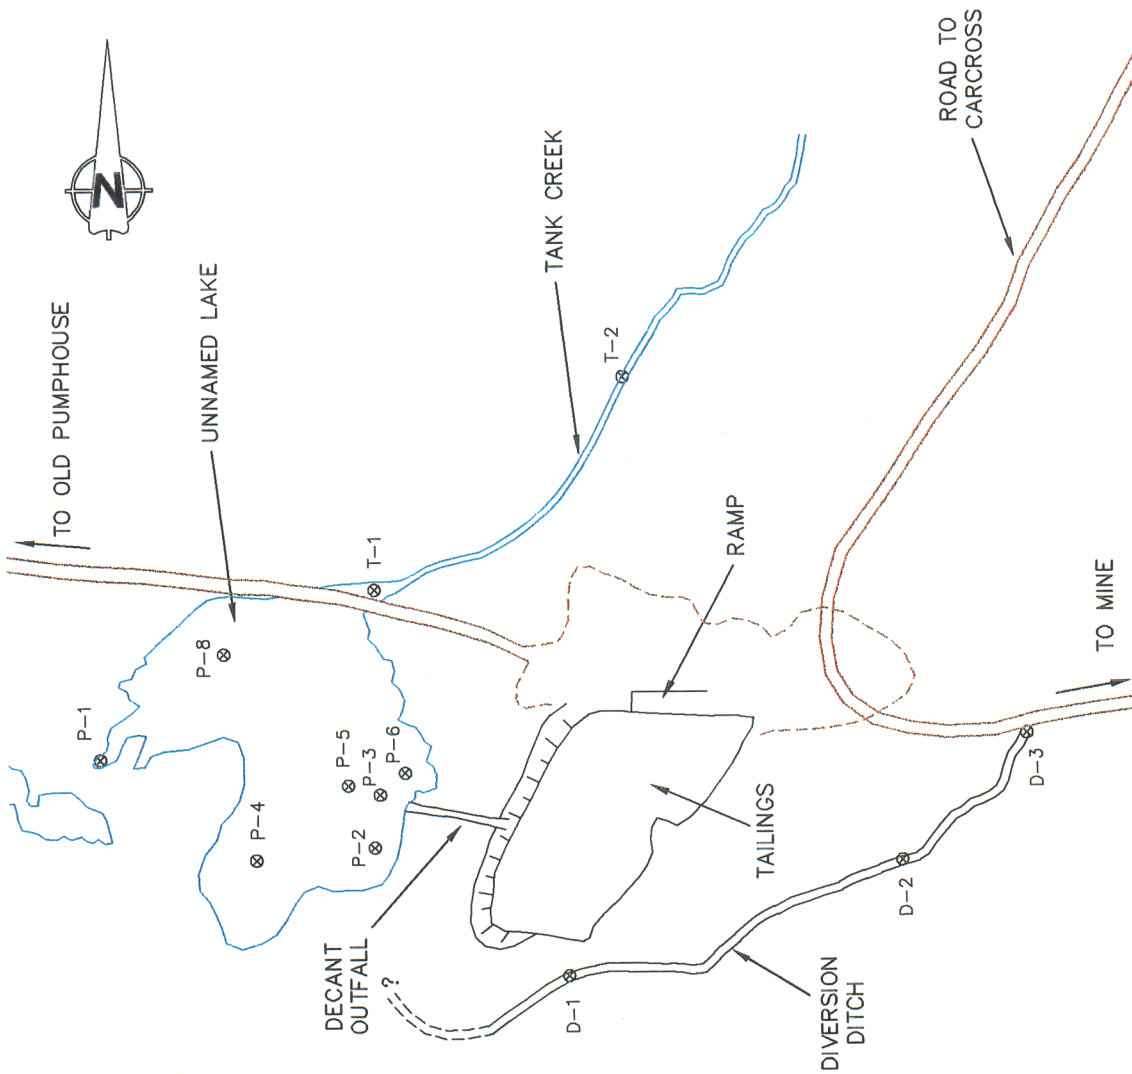 N
TO OLD PUMPHOUSE
UNNAMED LAKE
TANK CREEK
ROAD TO
CARCROSS
P-1
P-8
T-1
T-2
P-5
P-3
P-6
P-4
P-2
RAMP
TO MINE
DECANT
OUTFALL
?
TAILINGS
D-1
D-2
D-3
DIVERSION
DITCH